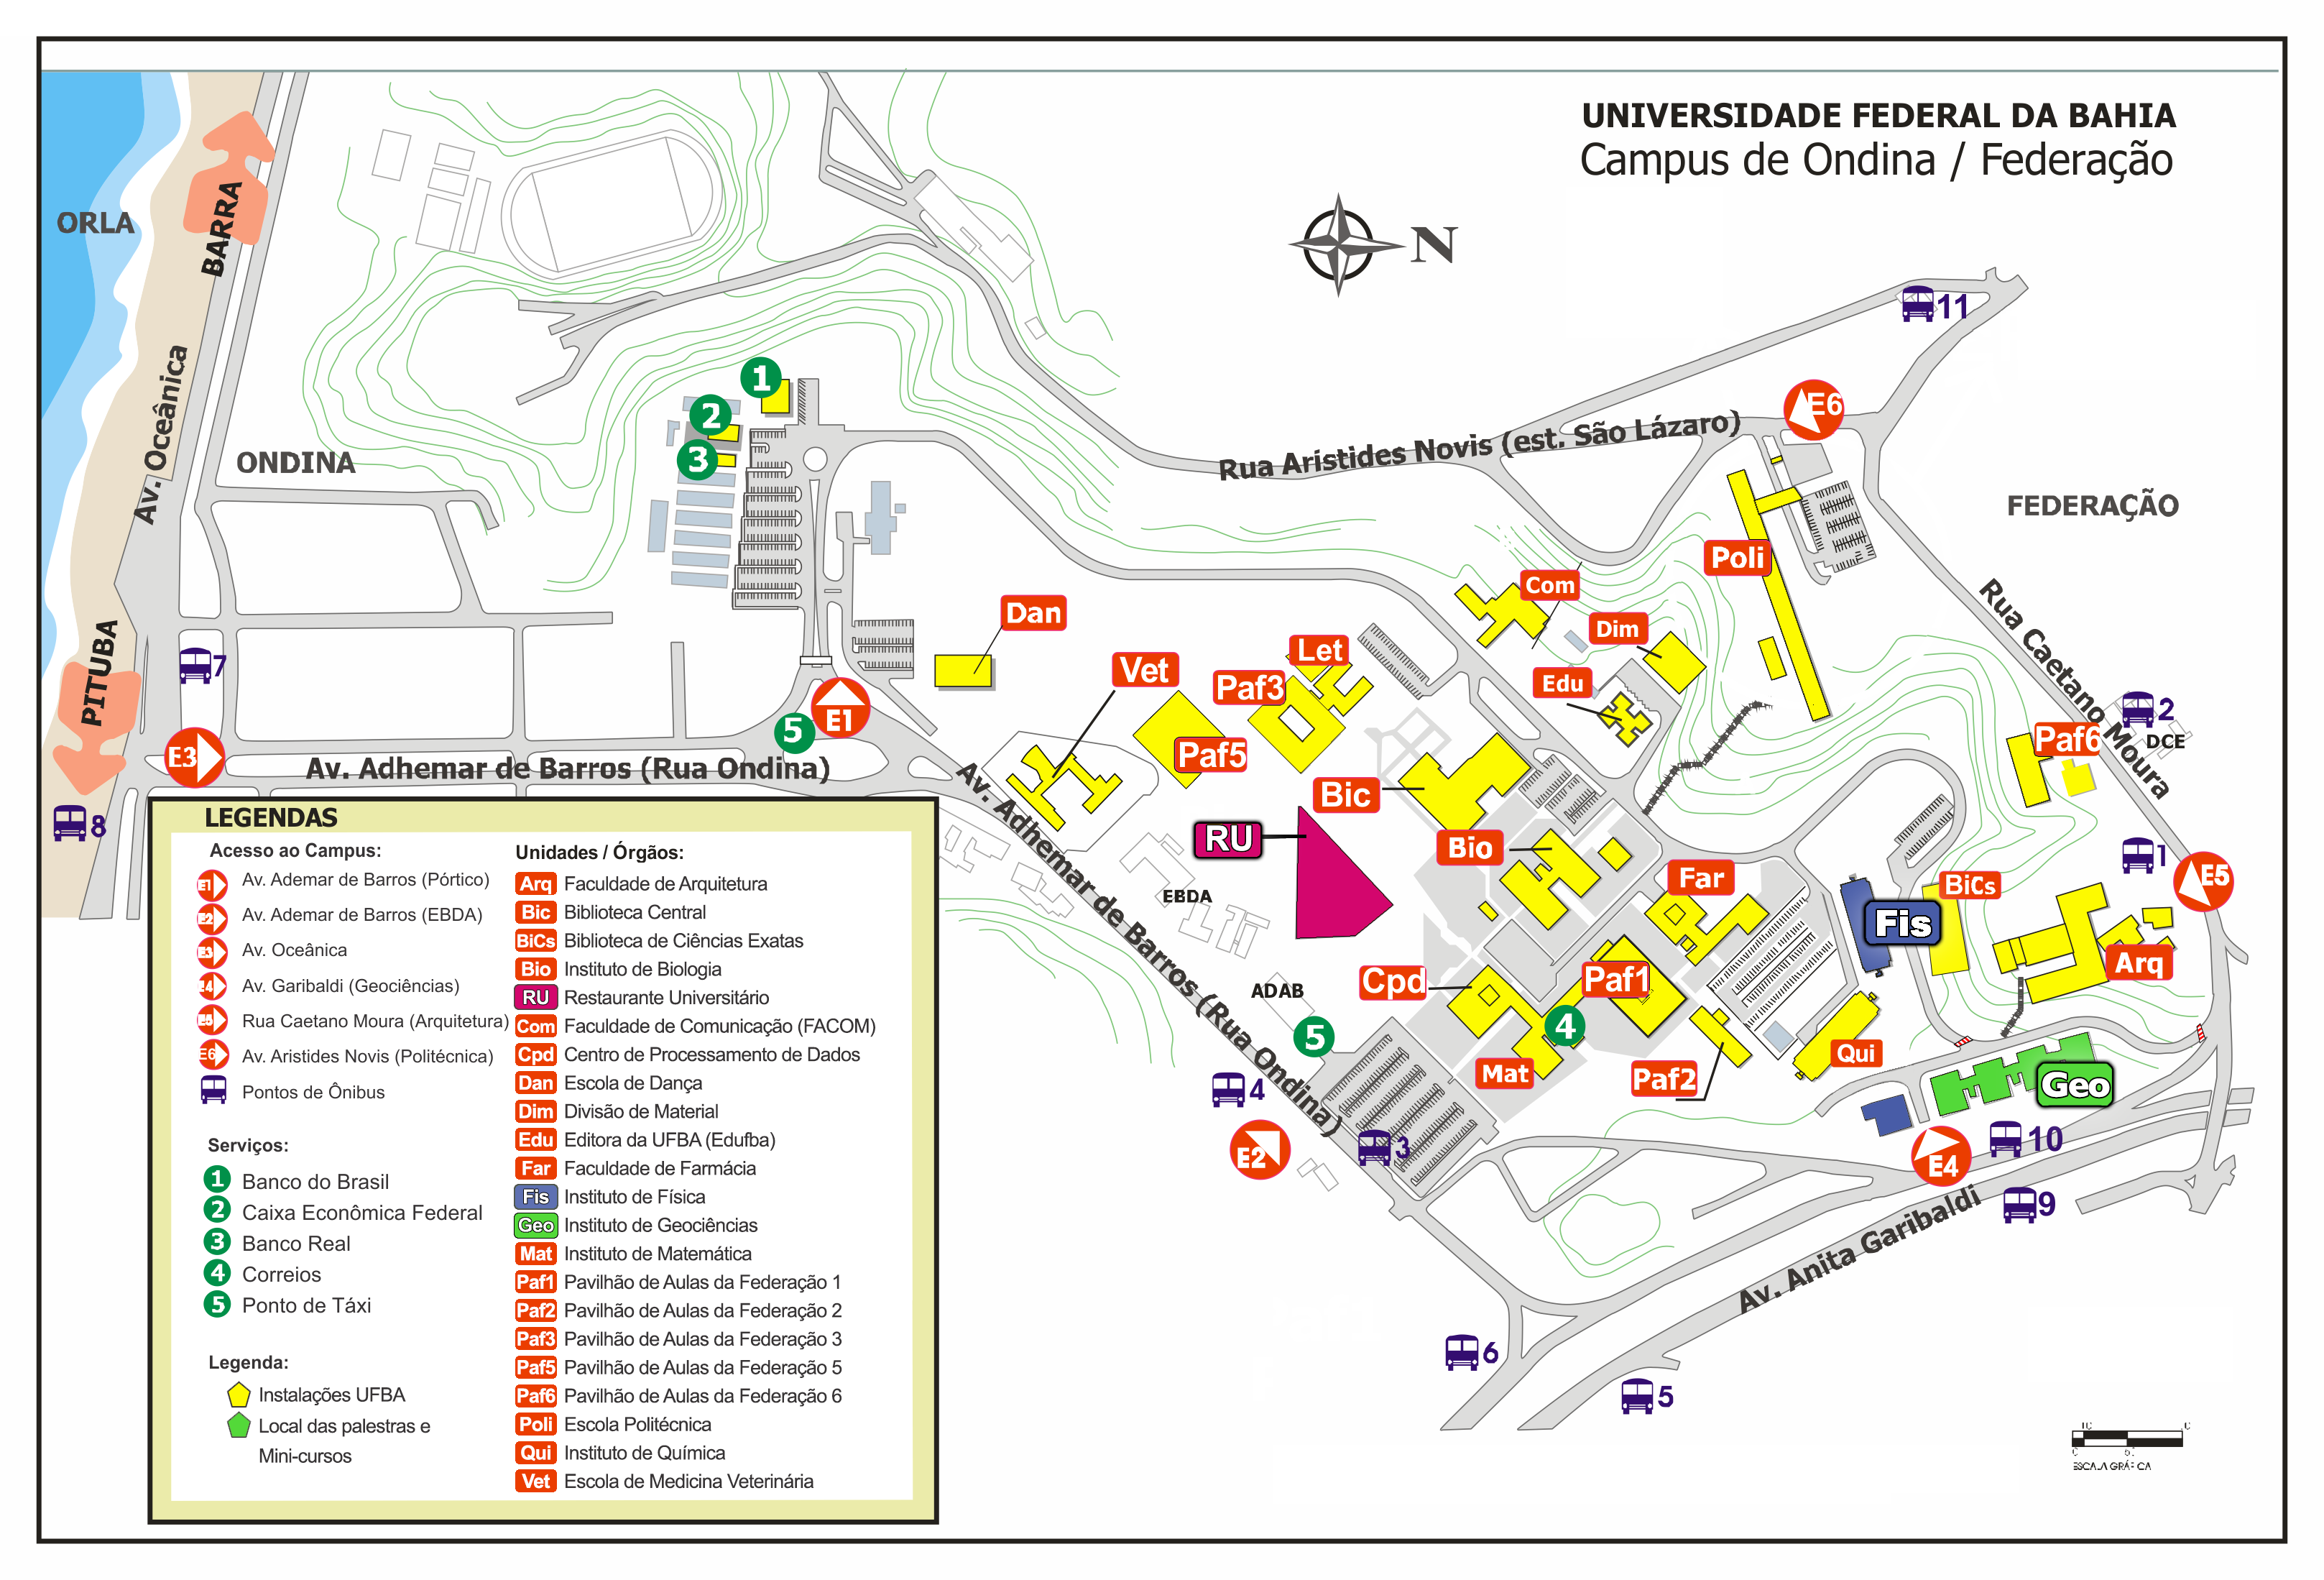 UNIVERSIDADE FEDERAL DA BAHIA
Campus de Ondina / Federação
N
ORLA
BARRA
Av. Oceânica
ONDINA
PITUBA
1
2
3
Rua Aristides Novis (est. São Lázaro)
11
E6
FEDERAÇÃO
Poli
Rua Caetano Moura
Com
Dim
Edu
Dan
Vet
Let
Paf3
Paf5
7
E3
8
5
E1
Av. Adhemar de Barros (Rua Ondina)
Av. Adhemar de Barros (Rua Ondina)
2
DCE
Paf6
1
E5
Bic
RU
Bio
Far
BiCs
Fis
Arq
EBDA
ADAB
5
Cpd
Paf1
4
Mat
Paf2
Qui
Geo
4
E2
3
E4
10
9
Av. Anita Garibaldi
6
5
ESCALA GRÁFICA
LEGENDAS
Acesso ao Campus:
E1 Av. Ademar de Barros (Pórtico)
E2 Av. Ademar de Barros (EBDA)
E3 Av. Oceânica
E4 Av. Garibaldi (Geociências)
E5 Rua Caetano Moura (Arquitetura)
E6 Av. Aristides Novis (Politécnica)
Pontos de Ônibus
Serviços:
1 Banco do Brasil
2 Caixa Econômica Federal
3 Banco Real
4 Correios
5 Ponto de Táxi
Legenda:
Instalações UFBA
Local das palestras e
Mini-cursos
Unidades / Órgãos:
Arq Faculdade de Arquitetura
Bic Biblioteca Central
BiCs Biblioteca de Ciências Exatas
Bio Instituto de Biologia
RU Restaurante Universitário
Com Faculdade de Comunicação (FACOM)
Cpd Centro de Processamento de Dados
Dan Escola de Dança
Dim Divisão de Material
Edu Editora da UFBA (Edufba)
Far Faculdade de Farmácia
Fis Instituto de Física
Geo Instituto de Geociências
Mat Instituto de Matemática
Paf1 Pavilhão de Aulas da Federação 1
Paf2 Pavilhão de Aulas da Federação 2
Paf3 Pavilhão de Aulas da Federação 3
Paf5 Pavilhão de Aulas da Federação 5
Paf6 Pavilhão de Aulas da Federação 6
Poli Escola Politécnica
Qui Instituto de Química
Vet Escola de Medicina Veterinária